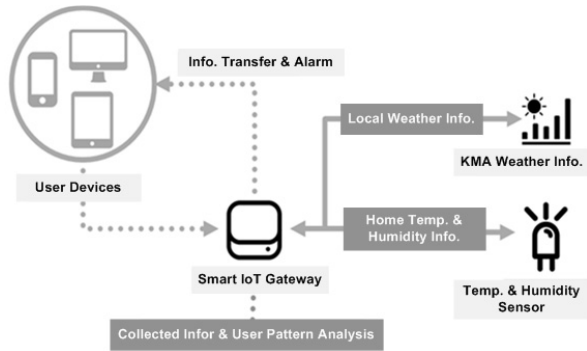 Info. Transfer & Alarm
Local Weather Info.
KMA Weather Info.
User Devices
Home Temp. &
Humidity Info.
Smart IoT Gateway
Temp. & Humidity
Sensor
Collected Infor & User Pattern Analysis